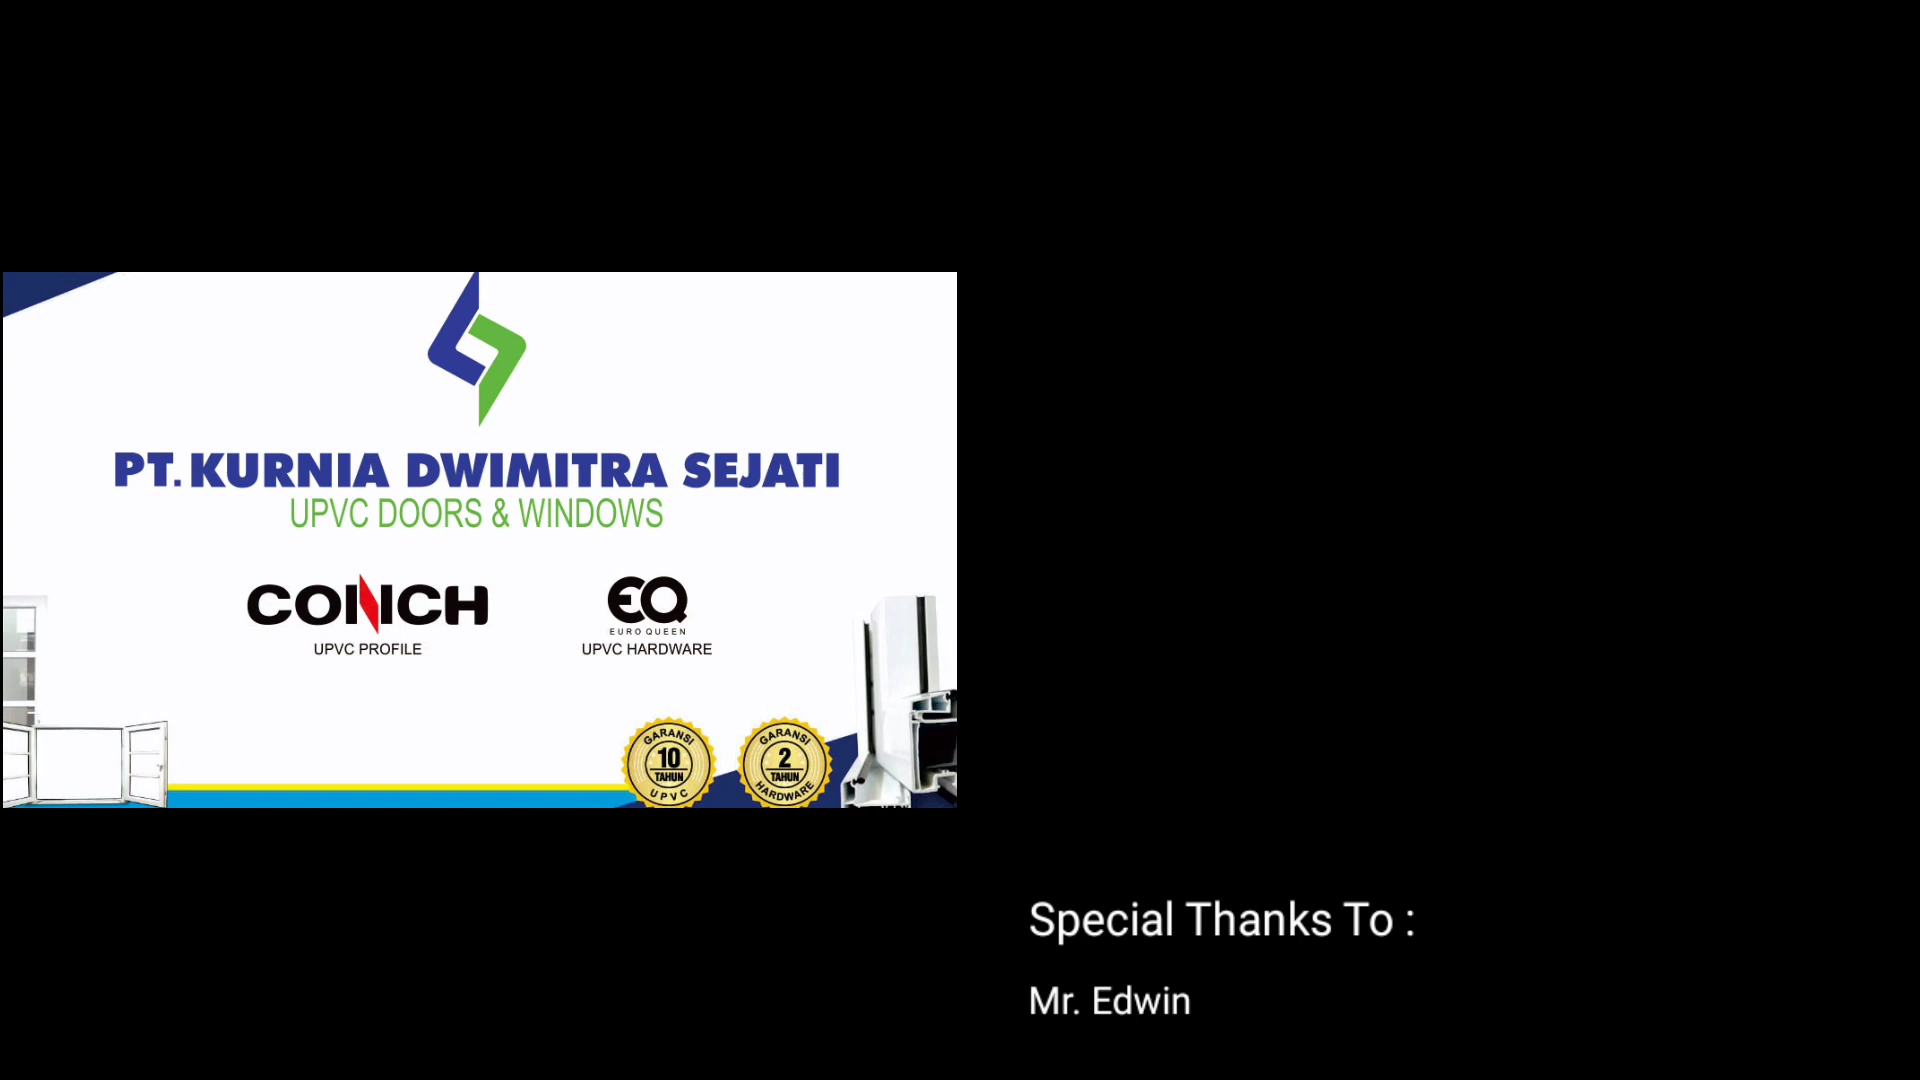 PT. KURNIA DWIMITRA SEJATI
UPVC DOORS & WINDOWS
CONCH
UPVC PROFILE
EQ
EURO QUEEN
UPVC HARDWARE
GARANSI
10
TAHUN
UPVC
GARANSI
2
TAHUN
HARDWARE
Special Thanks To :
Mr. Edwin